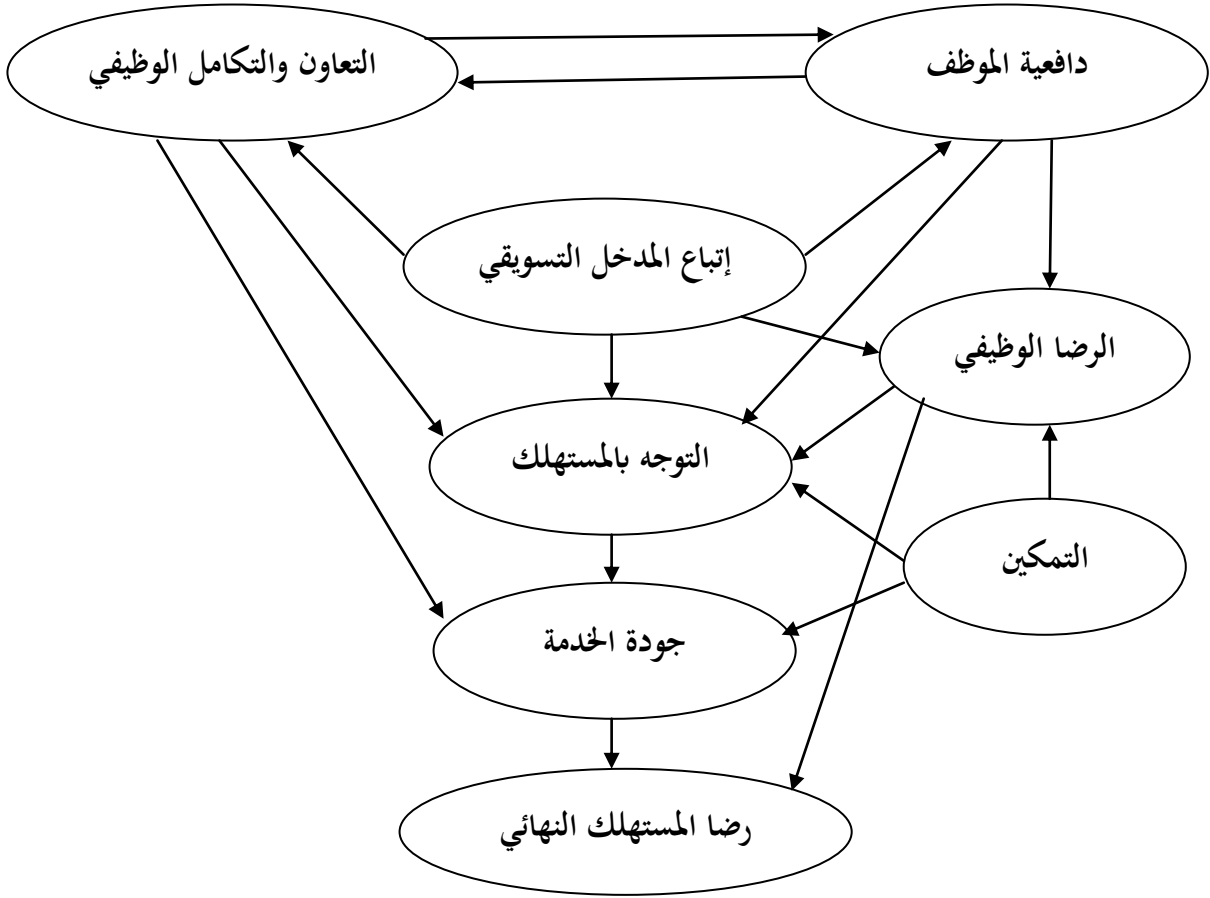 دافعية الموظف
التعاون والتكامل الوظيفي
إتباع المدخل التسويقي
الرضا الوظيفي
التوجه بالمستهلك
التمكين
جودة الخدمة
رضا المستهلك النهائي